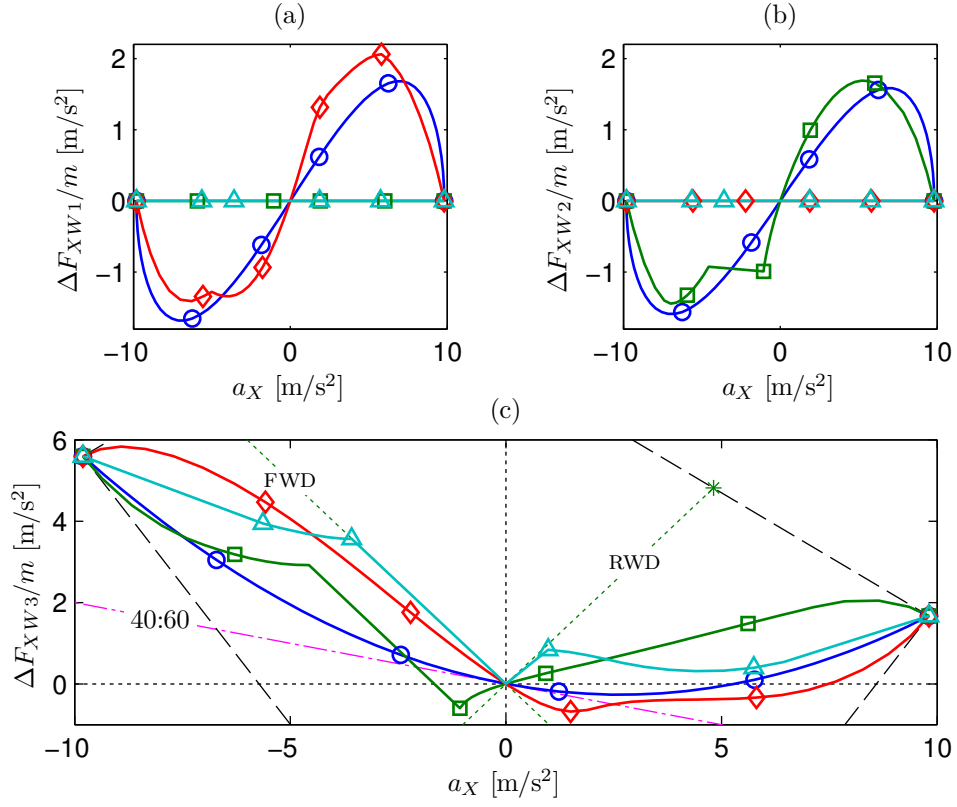 (a)
2
1
0
−1
−10
0
10
ΔF_{XW1}/m [m/s²]
a_X [m/s²]
(b)
2
1
0
−1
−10
0
10
ΔF_{XW2}/m [m/s²]
a_X [m/s²]
(c)
6
4
2
0
−10
−5
0
5
10
ΔF_{XW3}/m [m/s²]
a_X [m/s²]
FWD
RWD
40:60